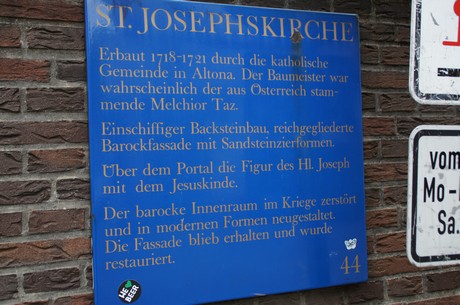 ST. JOSEPHSKIRCHE
Erbaut 1718-1721 durch die katholische
Gemeinde in Altona. Der Baumeister war
wahrscheinlich der aus Österreich stam-
mende Melchior Taz.
Einschiffiger Backsteinbau, reichgegliederte
Barockfassade mit Sandsteinzierformen.
Über dem Portal die Figur des Hl. Joseph
mit dem Jesuskinde.
Der barocke Innenraum im Kriege zerstört
und in modernen Formen neugestaltet.
Die Fassade blieb erhalten und wurde
restauriert.
44
WE
BEER
vom
Mo-
Sa.